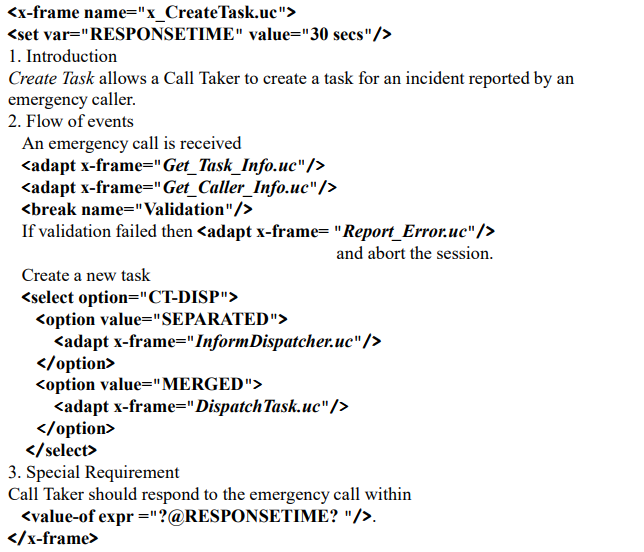 <x-frame name="x_CreateTask.uc">
<set var="RESPONSETIME" value="30 secs"/>
1. Introduction
Create Task allows a Call Taker to create a task for an incident reported by an
emergency caller.
2. Flow of events
An emergency call is received
<adapt x-frame="Get_Task_Info.uc"/>
<adapt x-frame="Get_Caller_Info.uc"/>
<break name="Validation"/>
If validation failed then <adapt x-frame= "Report_Error.uc"/>
and abort the session.
Create a new task
<select option="CT-DISP">
<option value="SEPARATED">
<adapt x-frame="InformDispatcher.uc"/>
</option>
<option value="MERGED">
<adapt x-frame="DispatchTask.uc"/>
</option>
</select>
3. Special Requirement
Call Taker should respond to the emergency call within
<value-of expr ="?@RESPONSETIME? "/>.
</x-frame>